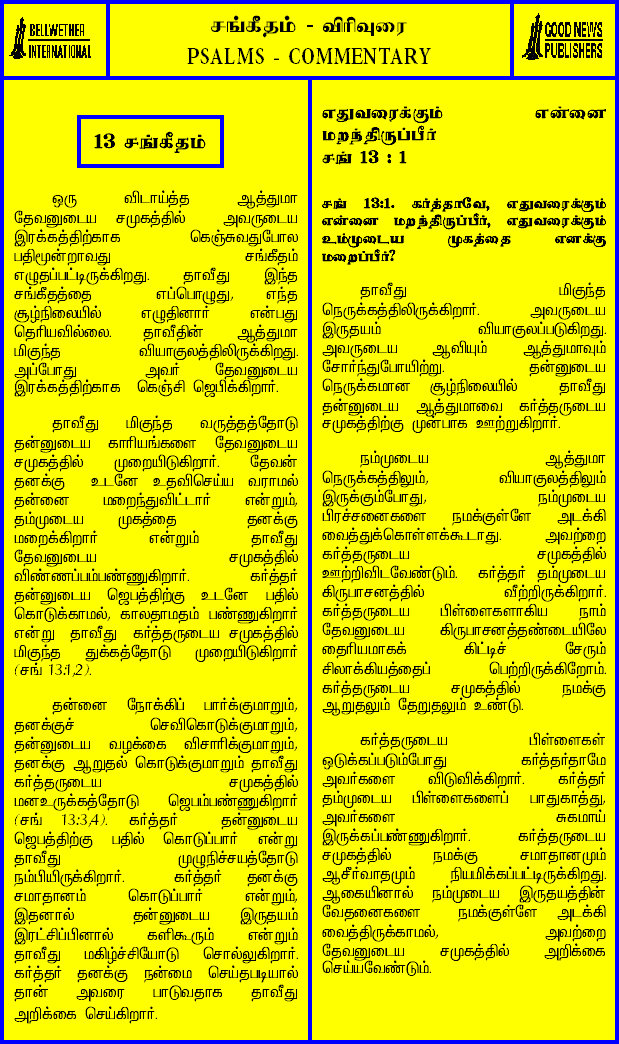 BELLWETHER
INTERNATIONAL
சங்கீதம் - விரிவுரை
PSALMS - COMMENTARY
GOOD NEWS
PUBLISHERS
13 சங்கீதம்
ஒரு விடாய்த்த ஆத்துமா
தேவனுடைய சமுகத்தில் அவருடைய
இரக்கத்திற்காக கெஞ்சுவதுபோல
பதிமூன்றாவது சங்கீதம்
எழுதப்பட்டிருக்கிறது. தாவீது இந்த
சங்கீதத்தை எப்பொழுது, எந்த
சூழ்நிலையில் எழுதினார் என்பது
தெரியவில்லை. தாவீதின் ஆத்துமா
மிகுந்த வியாகுலத்திலிருக்கிறது.
அப்போது அவர் தேவனுடைய
இரக்கத்திற்காக கெஞ்சி ஜெபிக்கிறார்.
தாவீது மிகுந்த வருத்தத்தோடு
தன்னுடைய காரியங்களை தேவனுடைய
சமுகத்தில் முறையிடுகிறார். தேவன்
தனக்கு உடனே உதவிசெய்ய வராமல்
தன்னை மறைந்துவிட்டார் என்றும்,
தம்முடைய முகத்தை தனக்கு
மறைக்கிறார் என்றும் தாவீது
தேவனுடைய சமுகத்தில்
விண்ணப்பம்பண்ணுகிறார். கர்த்தர்
தன்னுடைய ஜெபத்திற்கு உடனே பதில்
கொடுக்காமல், காலதாமதம் பண்ணுகிறார்
என்று தாவீது கர்த்தருடைய சமுகத்தில்
மிகுந்த துக்கத்தோடு முறையிடுகிறார்
(சங் 13:1,2).
தன்னை நோக்கிப் பார்க்குமாறும்,
தனக்குச் செவிகொடுக்குமாறும்,
தன்னுடைய வழக்கை விசாரிக்குமாறும்,
தனக்கு ஆறுதல் கொடுக்குமாறும் தாவீது
கர்த்தருடைய சமுகத்தில்
மனஉருக்கத்தோடு ஜெபம்பண்ணுகிறார்
(சங் 13:3,4). கர்த்தர் தன்னுடைய
ஜெபத்திற்கு பதில் கொடுப்பார் என்று
தாவீது முழுநிச்சயத்தோடு
நம்பியிருக்கிறார். கர்த்தர் தனக்கு
சமாதானம் கொடுப்பார் என்றும்,
இதனால் தன்னுடைய இருதயம்
இரட்சிப்பினால் களிகூரும் என்றும்
தாவீது மகிழ்ச்சியோடு சொல்லுகிறார்.
கர்த்தர் தனக்கு நன்மை செய்தபடியால்
தான் அவரை பாடுவதாக தாவீது
அறிக்கை செய்கிறார்.
எதுவரைக்கும் என்னை
மறந்திருப்பீர்
சங் 13 : 1
சங் 13:1. கர்த்தாவே, எதுவரைக்கும்
என்னை மறந்திருப்பீர், எதுவரைக்கும்
உம்முடைய முகத்தை எனக்கு
மறைப்பீர்?
தாவீது மிகுந்த
நெருக்கத்திலிருக்கிறார். அவருடைய
இருதயம் வியாகுலப்படுகிறது.
அவருடைய ஆவியும் ஆத்துமாவும்
சோர்ந்துபோயிற்று. தன்னுடைய
நெருக்கமான சூழ்நிலையில் தாவீது
தன்னுடைய ஆத்துமாவை கர்த்தருடைய
சமுகத்திற்கு முன்பாக ஊற்றுகிறார்.
நம்முடைய ஆத்துமா
நெருக்கத்திலும், வியாகுலத்திலும்
இருக்கும்போது, நம்முடைய
பிரச்சனைகளை நமக்குள்ளே அடக்கி
வைத்துக்கொள்ளக்கூடாது. அவற்றை
கர்த்தருடைய சமுகத்தில்
ஊற்றிவிடவேண்டும். கர்த்தர் தம்முடைய
கிருபாசனத்தில் வீற்றிருக்கிறார்.
கர்த்தருடைய பிள்ளைகளாகிய நாம்
தேவனுடைய கிருபாசனத்தண்டையிலே
தைரியமாகக் கிட்டிச் சேரும்
சிலாக்கியத்தைப் பெற்றிருக்கிறோம்.
கர்த்தருடைய சமுகத்தில் நமக்கு
ஆறுதலும் தேறுதலும் உண்டு.
கர்த்தருடைய பிள்ளைகள்
ஒடுக்கப்படும்போது கர்த்தர்தாமே
அவர்களை விடுவிக்கிறார். கர்த்தர்
தம்முடைய பிள்ளைகளைப் பாதுகாத்து,
அவர்களை சுகமாய்
இருக்கப்பண்ணுகிறார். கர்த்தருடைய
சமுகத்தில் நமக்கு சமாதானமும்
ஆசீர்வாதமும் நியமிக்கப்பட்டிருக்கிறது.
ஆகையினால் நம்முடைய இருதயத்தின்
வேதனைகளை நமக்குள்ளே அடக்கி
வைத்திருக்காமல், அவற்றை
தேவனுடைய சமுகத்தில் அறிக்கை
செய்யவேண்டும்.